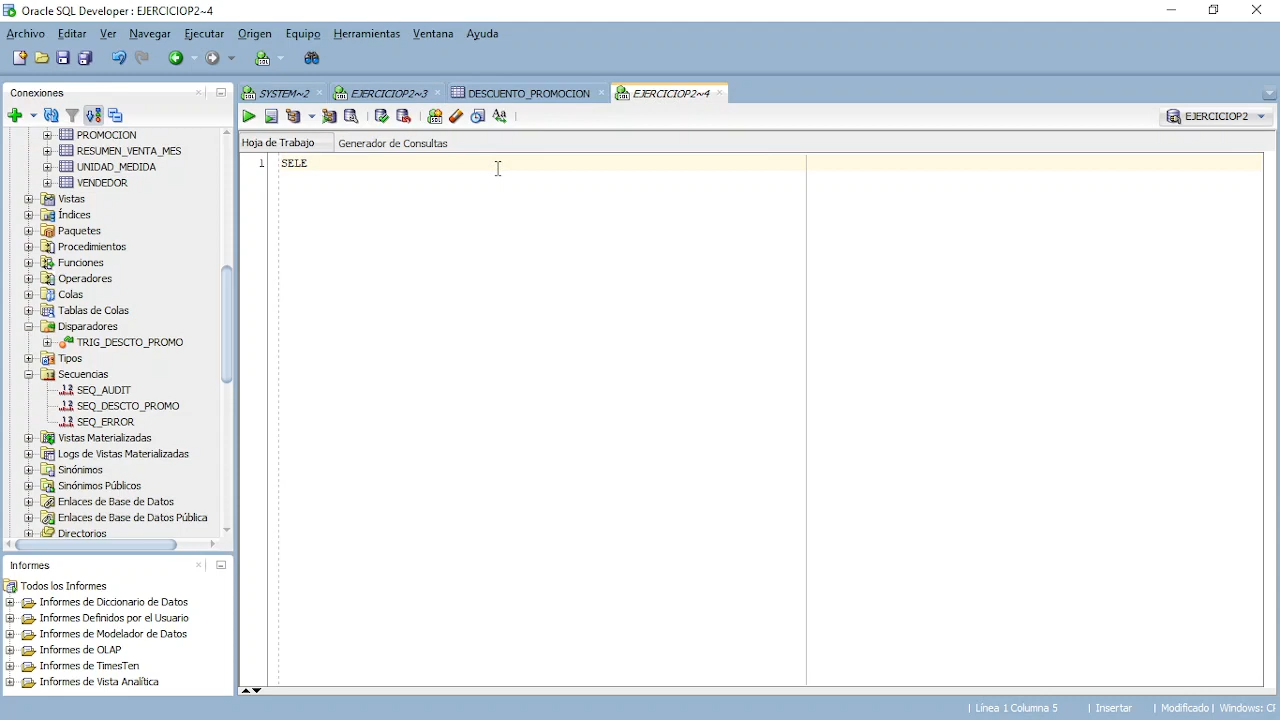 Oracle SQL Developer : EJERCICIOP2~4
Archivo Editar Ver Navegar Ejecutar Origen Equipo Herramientas Ventana Ayuda
Conexiones
SYSTEM~2 EJERCICIOP2~3 DESCUENTO_PROMOCION EJERCICIOP2~4
EJERCICIOP2
Hoja de Trabajo Generador de Consultas
1 SELE
PROMOCION
RESUMEN_VENTA_MES
UNIDAD_MEDIDA
VENDEDOR
Vistas
Índices
Paquetes
Procedimientos
Funciones
Operadores
Colas
Tablas de Colas
Disparadores
TRIG_DESCTO_PROMO
Tipos
Secuencias
SEQ_AUDIT
SEQ_DESCTO_PROMO
SEQ_ERROR
Vistas Materializadas
Logs de Vistas Materializadas
Sinónimos
Sinónimos Públicos
Enlaces de Base de Datos
Enlaces de Base de Datos Pública
Directorios
Informes
Todos los Informes
Informes de Diccionario de Datos
Informes Definidos por el Usuario
Informes de Modelador de Datos
Informes de OLAP
Informes de TimesTen
Informes de Vista Analítica
Línea 1 Columna 5 Insertar Modificado Windows: CF